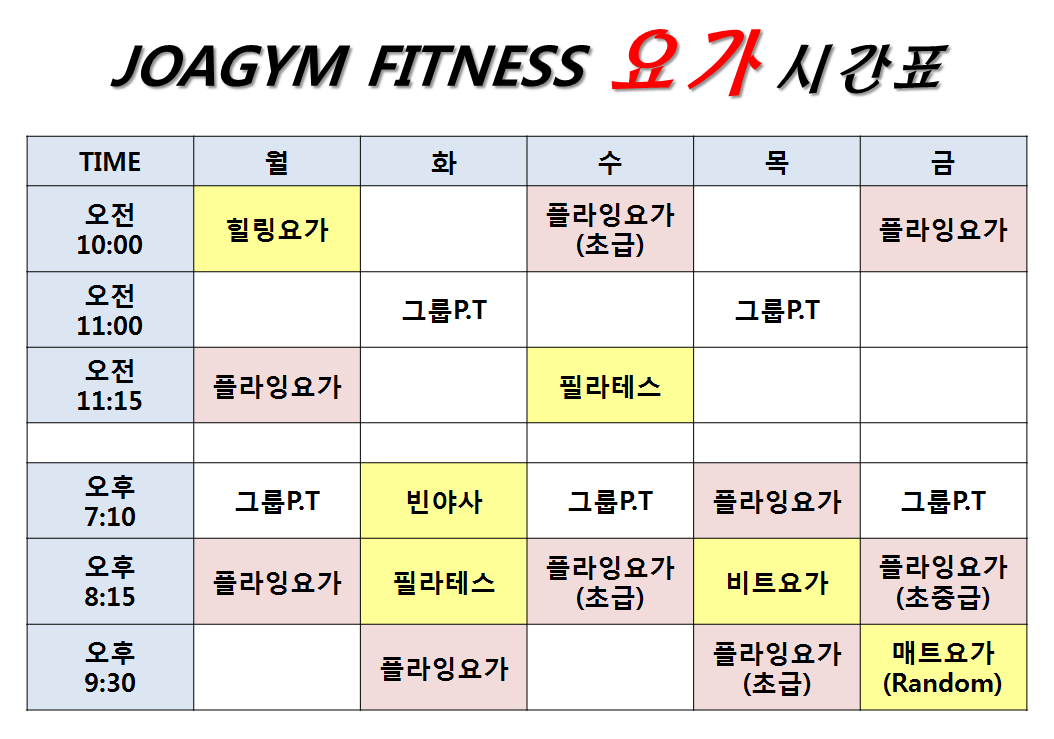 JOAGYM FITNESS 요가 시간표
TIME 월 화 수 목 금
오전
10:00
힐링요가
플라잉요가
(초급)
플라잉요가
오전
11:00
그룹P.T
그룹P.T
오전
11:15
플라잉요가
필라테스
오후
7:10
그룹P.T
빈야사
그룹P.T
플라잉요가
그룹P.T
오후
8:15
플라잉요가
필라테스
플라잉요가
(초급)
비트요가
플라잉요가
(초중급)
오후
9:30
플라잉요가
플라잉요가
(초급)
매트요가
(Random)